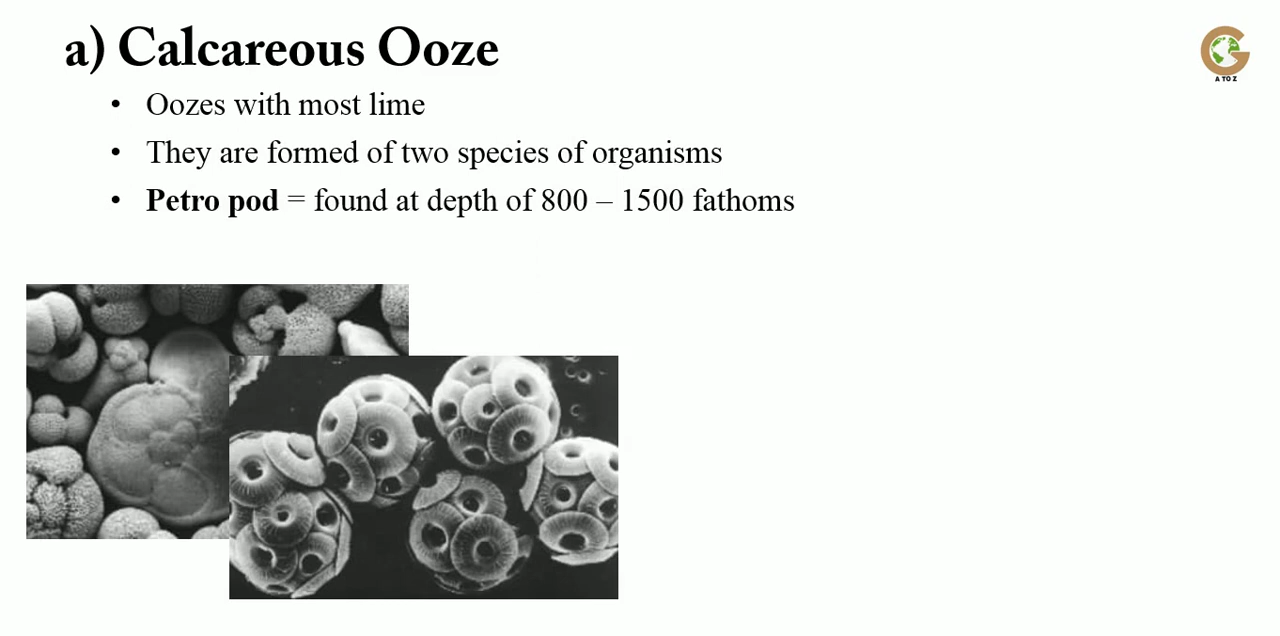 a) Calcareous Ooze
• Oozes with most lime
• They are formed of two species of organisms
• Petro pod = found at depth of 800 – 1500 fathoms
G
A TO Z